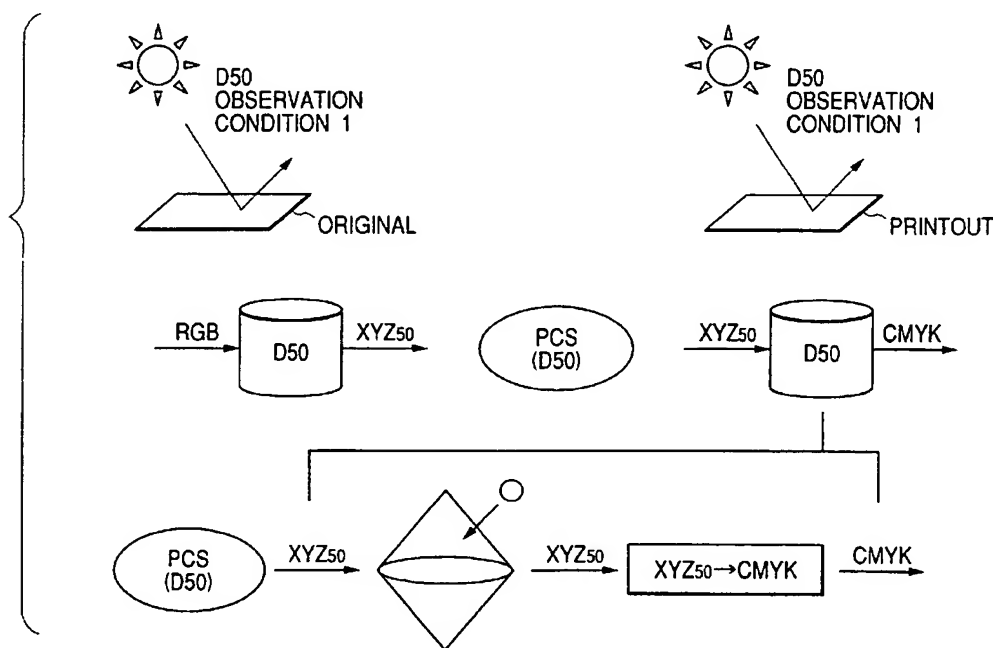 D50
OBSERVATION
CONDITION 1
ORIGINAL
D50
OBSERVATION
CONDITION 1
PRINTOUT
RGB
D50
XYZ50
PCS
(D50)
XYZ50
D50
CMYK
PCS
(D50)
XYZ50
XYZ50
XYZ50→CMYK
CMYK